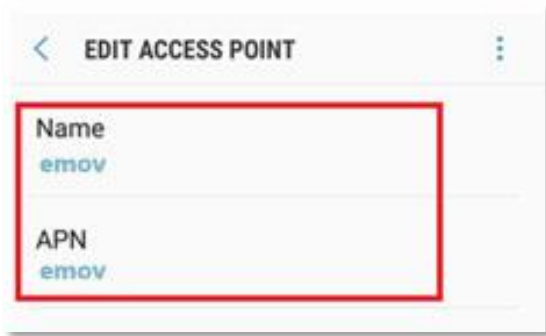 EDIT ACCESS POINT
Name
emov
APN
emov